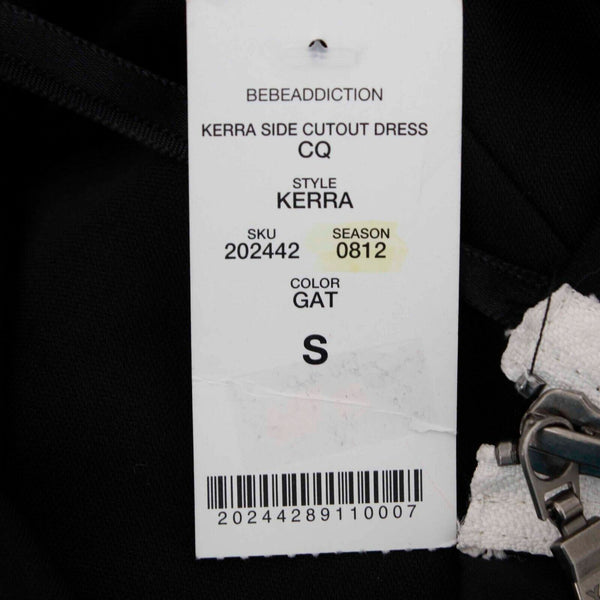 BEBEADDICTION
KERRA SIDE CUTOUT DRESS
CQ
STYLE
KERRA
SKU SEASON
202442 0812
COLOR
GAT
S
20244289110007